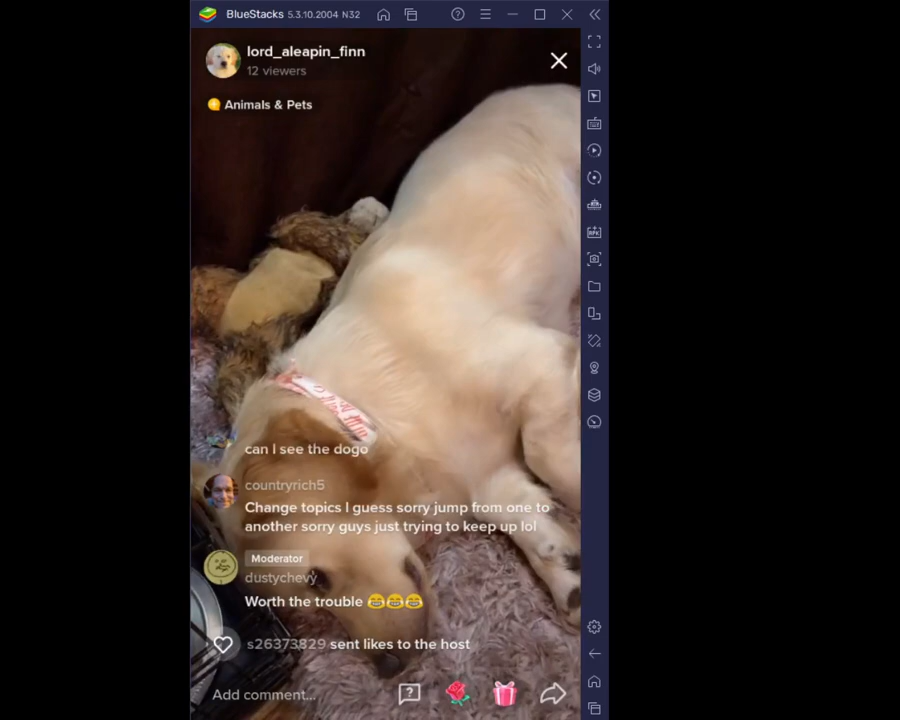 BlueStacks 5.3.10.2004 N32
lord_aleapin_finn
12 viewers
Animals & Pets
can I see the dogo
countryrich5
Change topics I guess sorry jump from one to
another sorry guys just trying to keep up lol
Moderator
dustychevy
Worth the trouble 😂😂😂
s26373829 sent likes to the host
Add comment...